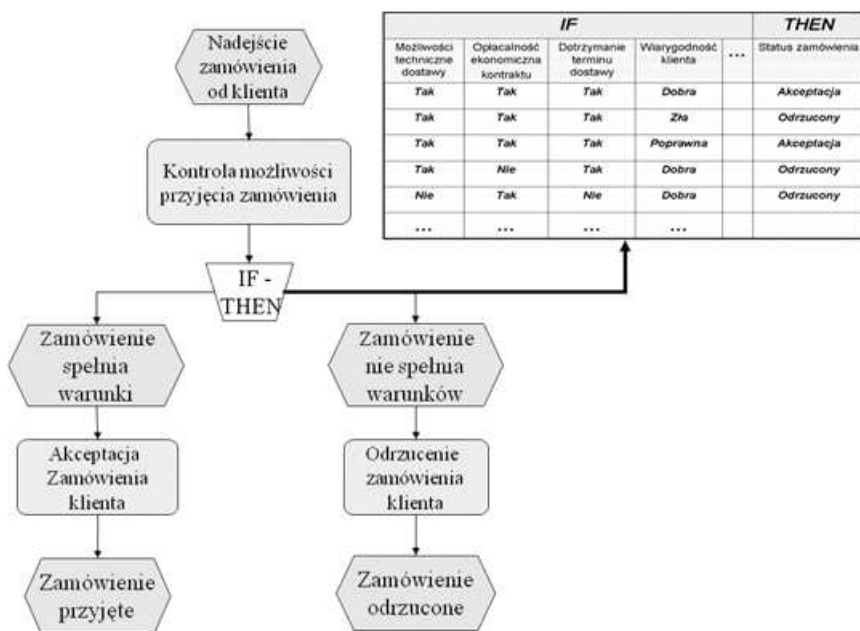 Nadejście
zamówienia
od klienta
Kontrola możliwości
przyjęcia zamówienia
IF -
THEN
Zamówienie
spełnia
warunki
Akceptacja
Zamówienia
klienta
Zamówienie
przyjęte
Zamówienie
nie spełnia
warunków
Odrzucenie
zamówienia
klienta
Zamówienie
odrzucone
IF THEN
Możliwości techniczne dostawy Opłacalność ekonomiczna kontraktu Dotrzymanie terminu dostawy Wiarygodność klienta ... Status zamówienia
Tak Tak Tak Dobra Akceptacja
Tak Tak Tak Zła Odrzucony
Tak Tak Tak Poprawna Akceptacja
Tak Nie Tak Dobra Odrzucony
Nie Tak Nie Dobra Odrzucony
... ... ... ...